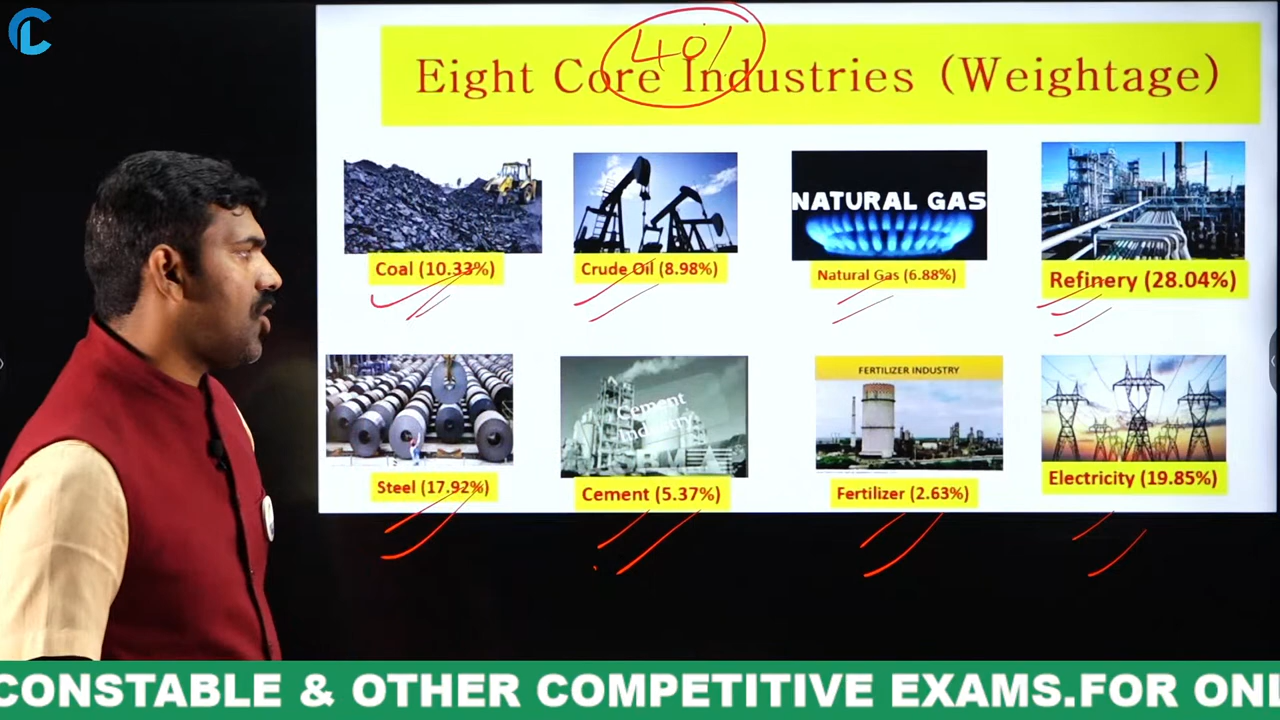 40%
Eight Core Industries (Weightage)
NATURAL GAS
Coal (10.33%)
Crude Oil (8.98%)
Natural Gas (6.88%)
Refinery (28.04%)
Cement
Industry
FERTILIZER INDUSTRY
Steel (17.92%)
Cement (5.37%)
Fertilizer (2.63%)
Electricity (19.85%)
CONSTABLE & OTHER COMPETITIVE EXAMS.FOR ONL